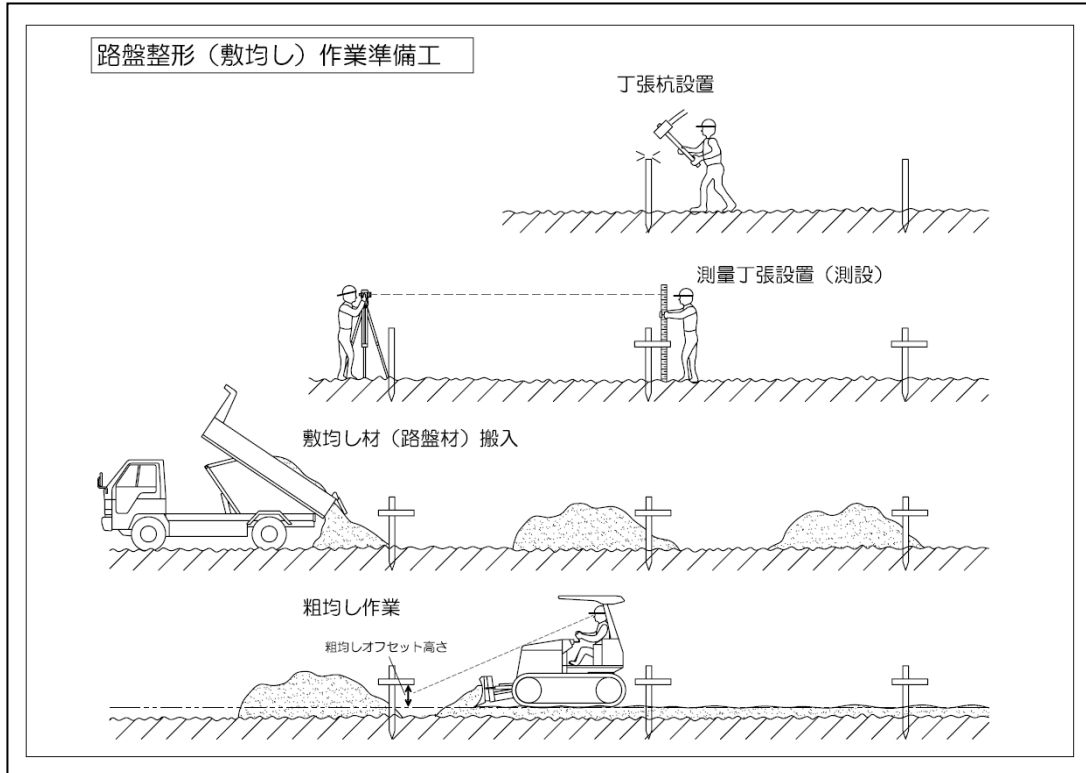 路盤整形（敷均し）作業準備工
丁張杭設置
測量丁張設置（測設）
敷均し材（路盤材）搬入
粗均し作業
粗均しオフセット高さ